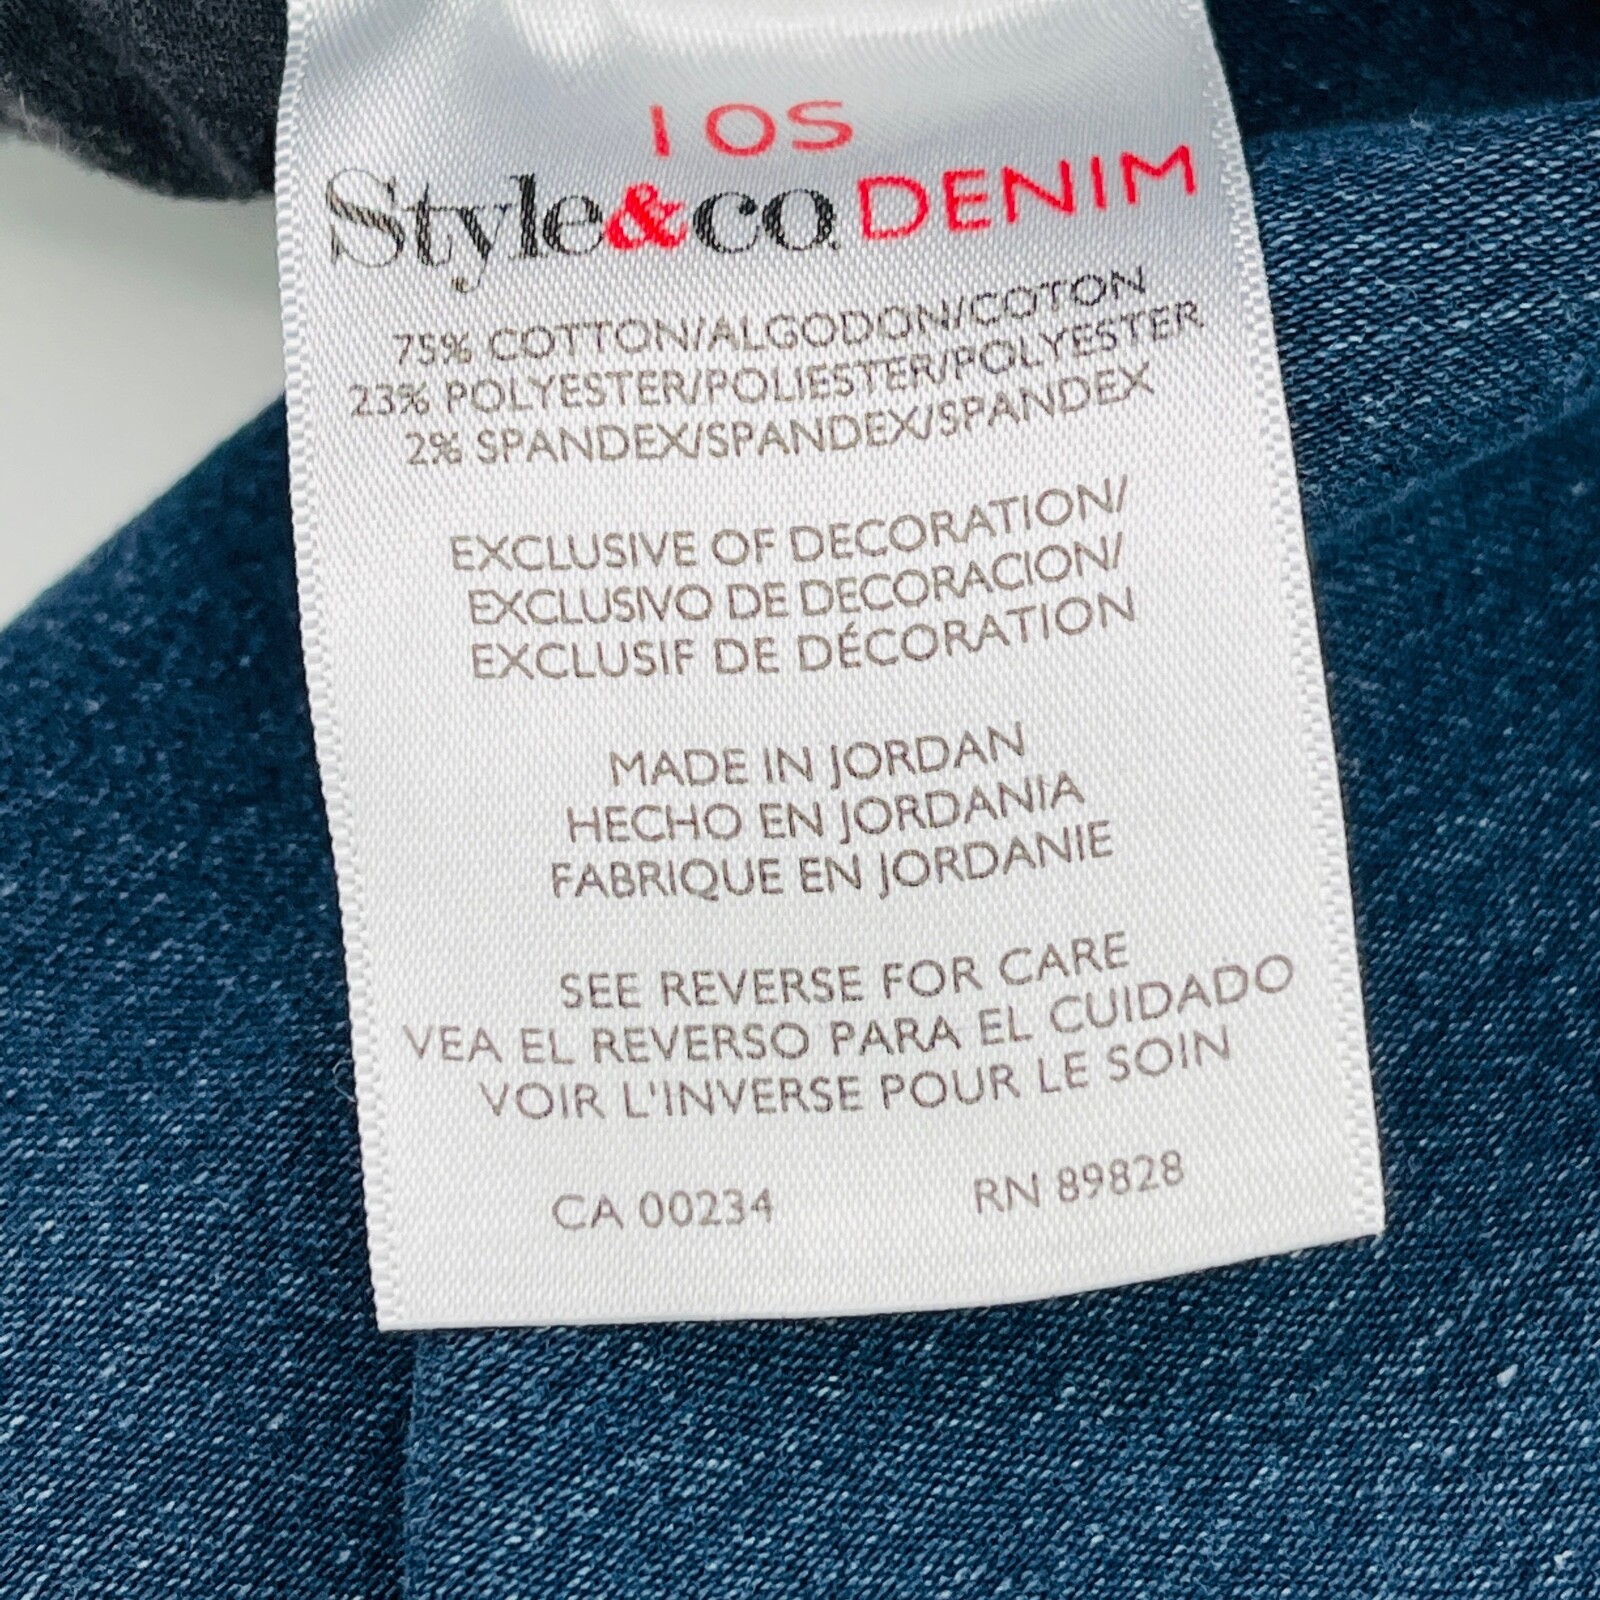 10S
Style&co. DENIM
75% COTTON/ALGODON/COTON
23% POLYESTER/POLIESTER/POLYESTER
2% SPANDEX/SPANDEX/SPANDEX
EXCLUSIVE OF DECORATION/
EXCLUSIVO DE DECORACION/
EXCLUSIF DE DÉCORATION
MADE IN JORDAN
HECHO EN JORDANIA
FABRIQUE EN JORDANIE
SEE REVERSE FOR CARE
VEA EL REVERSO PARA EL CUIDADO
VOIR L'INVERSE POUR LE SOIN
CA 00234 RN 89828